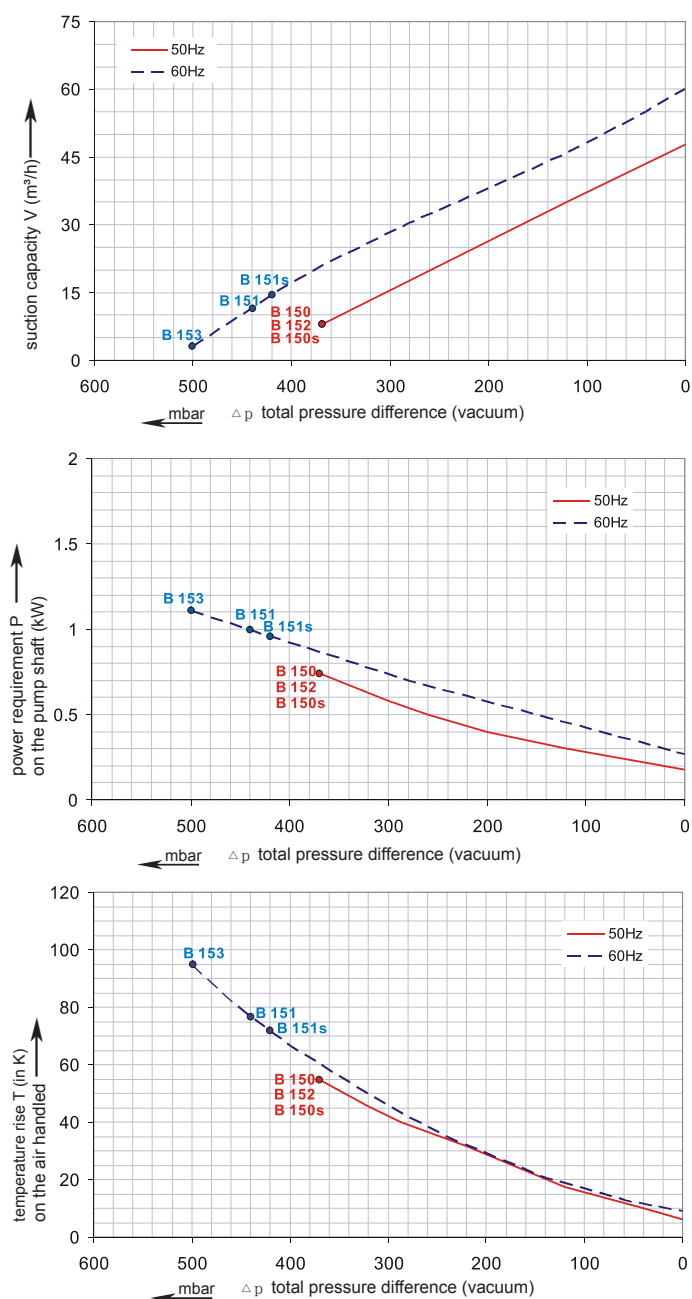 75
60
45
30
15
0
suction capacity V (m³/h)
50Hz
60Hz
B 151s
B 151
B 150
B 152
B 150s
B 153
600 500 400 300 200 100 0
mbar △p total pressure difference (vacuum)
2
1.5
1
0.5
0
power requirement P
on the pump shaft (kW)
50Hz
60Hz
B 153
B 151
B 151s
B 150
B 152
B 150s
600 500 400 300 200 100 0
mbar △p total pressure difference (vacuum)
120
100
80
60
40
20
0
temperature rise T (in K)
on the air handled
50Hz
60Hz
B 153
B 151
B 151s
B 150
B 152
B 150s
600 500 400 300 200 100 0
mbar △p total pressure difference (vacuum)